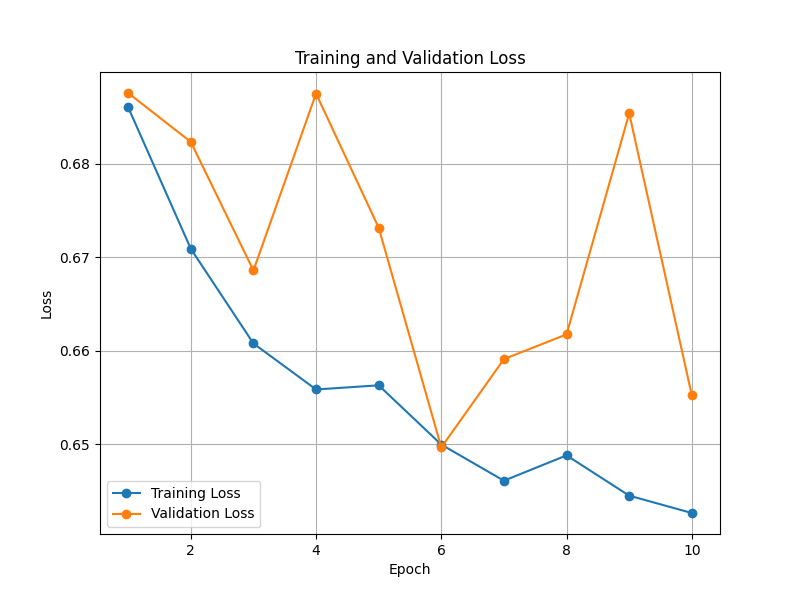 Training and Validation Loss
0.68
0.67
0.66
0.65
Loss
Training Loss
Validation Loss
2
4
6
8
10
Epoch